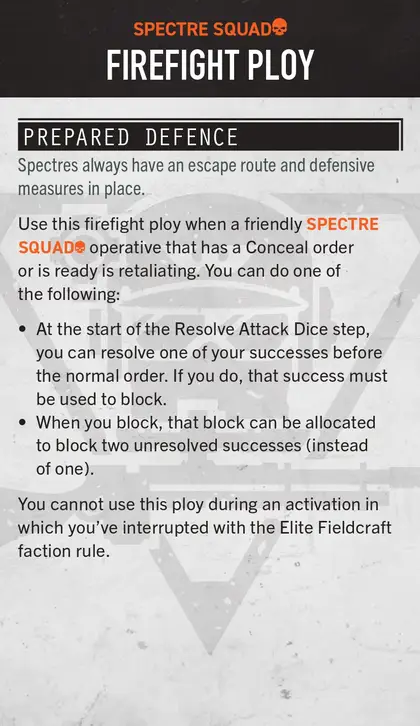 SPECTRE SQUAD
FIREFIGHT PLOY
PREPARED DEFENCE
Spectres always have an escape route and defensive
measures in place.
Use this firefight ploy when a friendly SPECTRE
SQUAD operative that has a Conceal order
or is ready is retaliating. You can do one of
the following:
• At the start of the Resolve Attack Dice step,
you can resolve one of your successes before
the normal order. If you do, that success must
be used to block.
• When you block, that block can be allocated
to block two unresolved successes (instead
of one).
You cannot use this ploy during an activation in
which you’ve interrupted with the Elite Fieldcraft
faction rule.